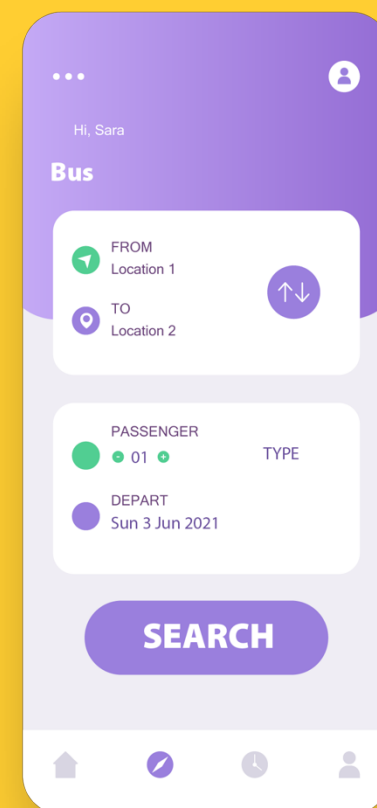 Hi, Sara
Bus
FROM
Location 1
TO
Location 2
PASSENGER
- 01 +
TYPE
DEPART
Sun 3 Jun 2021
SEARCH